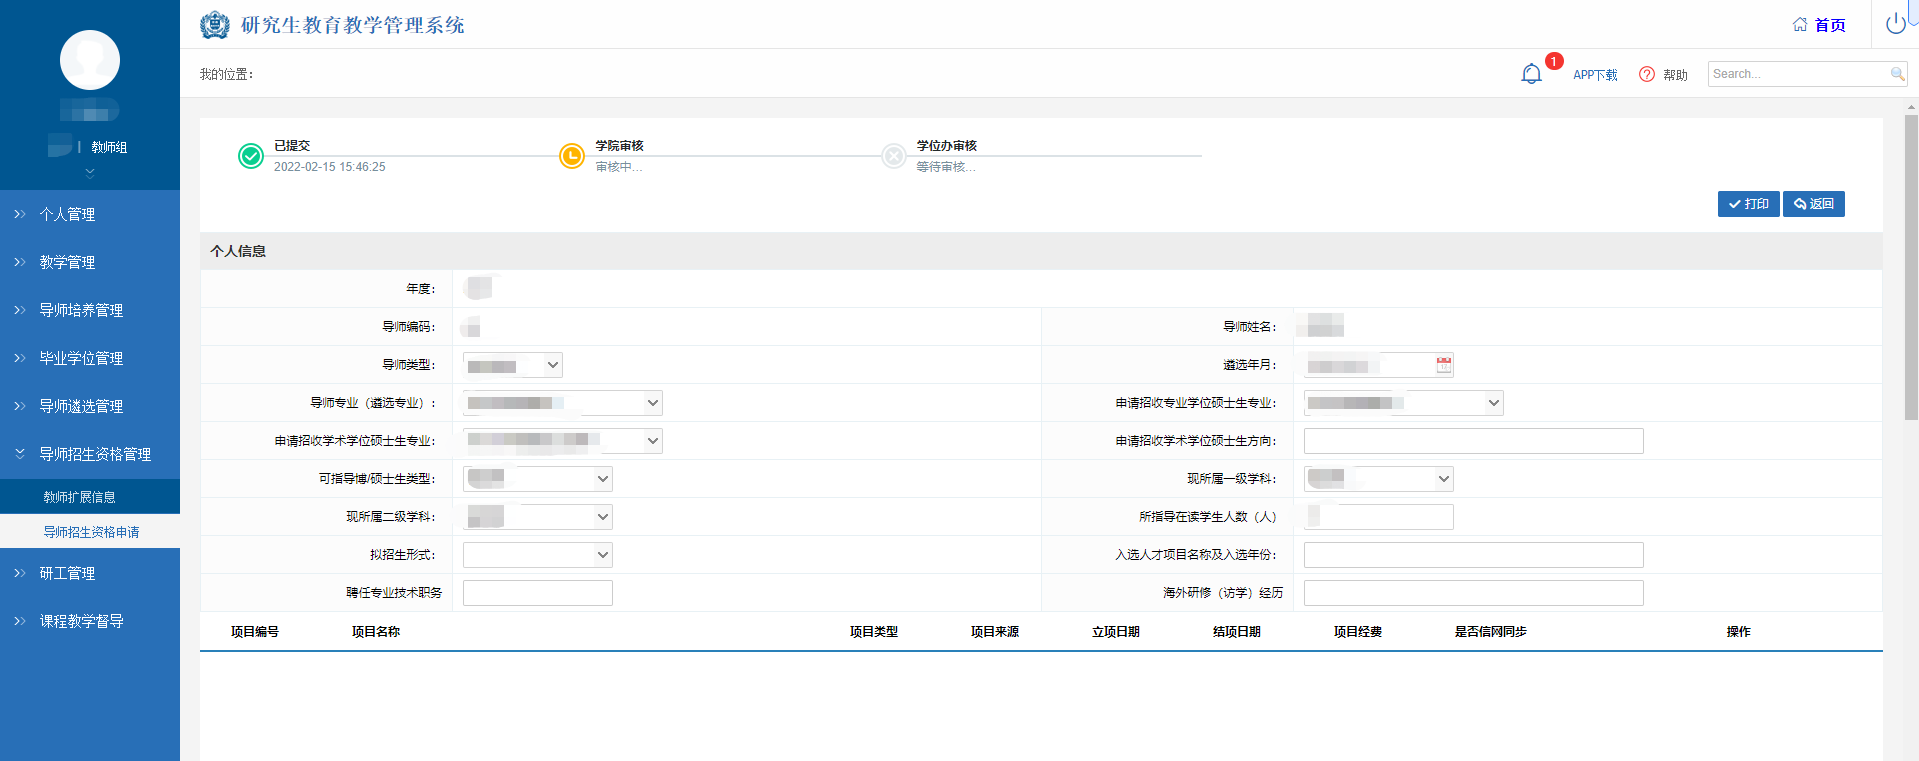 研究生教育教学管理系统
首页
我的位置：
1
APP下载
帮助
Search...
教师组
个人管理
教学管理
导师培养管理
毕业学位管理
导师遴选管理
导师招生资格管理
教师扩展信息
导师招生资格申请
研工管理
课程教学督导
已提交
2022-02-15 15:46:25
学院审核
审核中...
学位办审核
等待审核...
打印
返回
个人信息
年度：
导师编码：
导师姓名：
导师类型：
遴选年月：
导师专业（遴选专业）：
申请招收专业学位硕士生专业：
申请招收学术学位硕士生专业：
申请招收学术学位硕士生方向：
可指导博/硕士生类型：
现所属一级学科：
现所属二级学科：
所指导在读学生人数（人）
拟招生形式：
入选人才项目名称及入选年份：
聘任专业技术职务
海外研修（访学）经历
项目编号 项目名称 项目类型 项目来源 立项日期 结项日期 项目经费 是否信网同步 操作